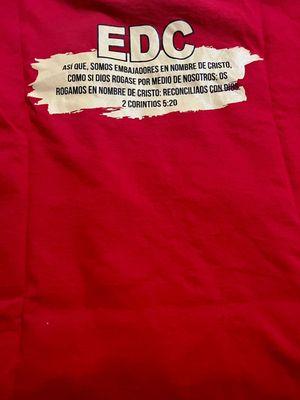 EDC
ASÍ QUE, SOMOS EMBAJADORES EN NOMBRE DE CRISTO,
COMO SI DIOS ROGASE POR MEDIO DE NOSOTROS; OS
ROGAMOS EN NOMBRE DE CRISTO: RECONCILIAOS CON DIOS.
2 CORINTIOS 5:20